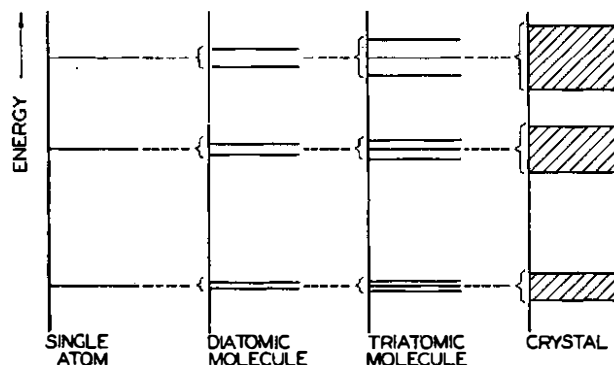 ENERGY
SINGLE
ATOM
DIATOMIC
MOLECULE
TRIATOMIC
MOLECULE
CRYSTAL